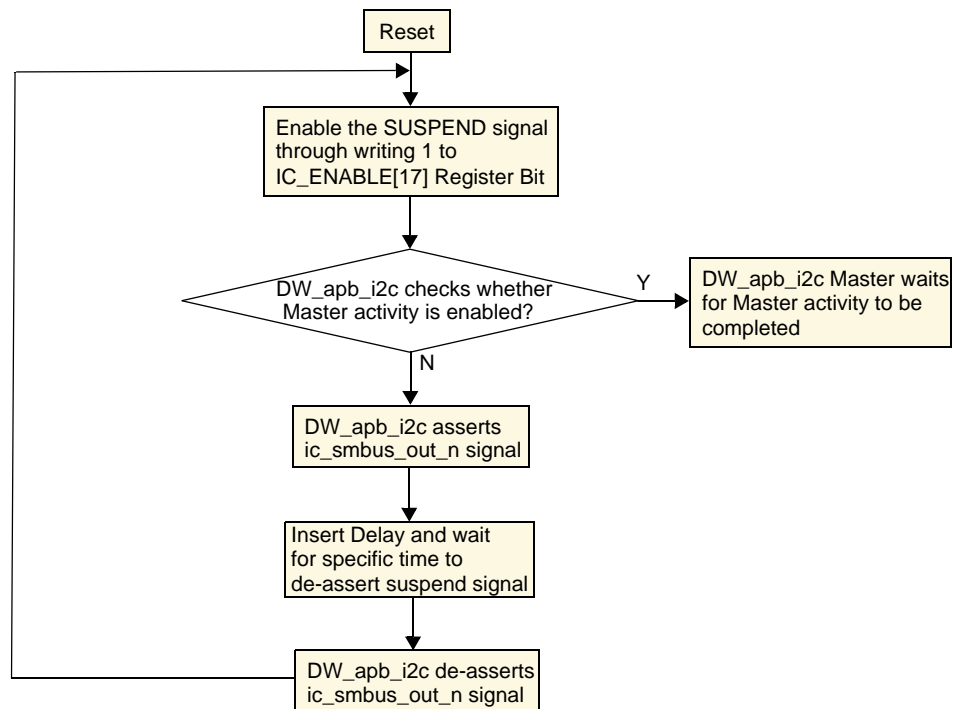 Reset
Enable the SUSPEND signal
through writing 1 to
IC_ENABLE[17] Register Bit
DW_apb_i2c checks whether
Master activity is enabled?
Y
DW_apb_i2c Master waits
for Master activity to be
completed
N
DW_apb_i2c asserts
ic_smbus_out_n signal
Insert Delay and wait
for specific time to
de-assert suspend signal
DW_apb_i2c de-asserts
ic_smbus_out_n signal